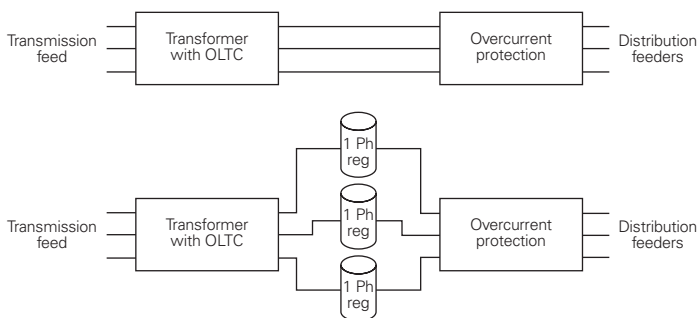 Transmission
feed
Transformer
with OLTC
Overcurrent
protection
Distribution
feeders
1 Ph
reg
Transmission
feed
Transformer
with OLTC
1 Ph
reg
Overcurrent
protection
Distribution
feeders
1 Ph
reg